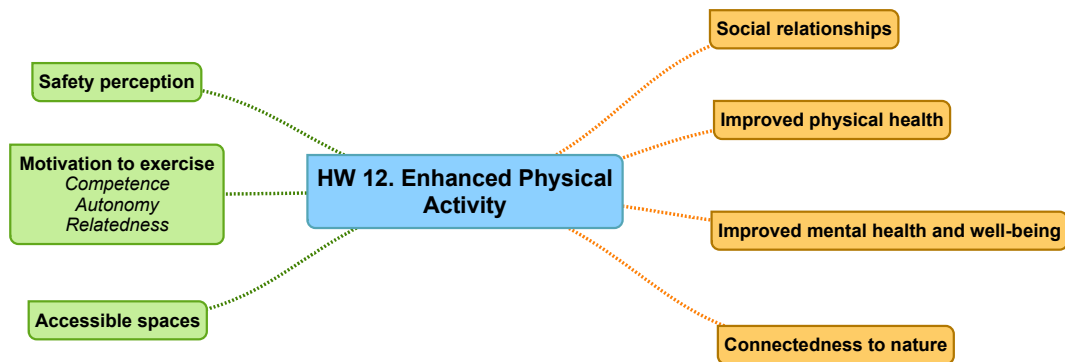 Safety perception
Motivation to exercise
Competence
Autonomy
Relatedness
Accessible spaces
HW 12. Enhanced Physical
Activity
Social relationships
Improved physical health
Improved mental health and well-being
Connectedness to nature